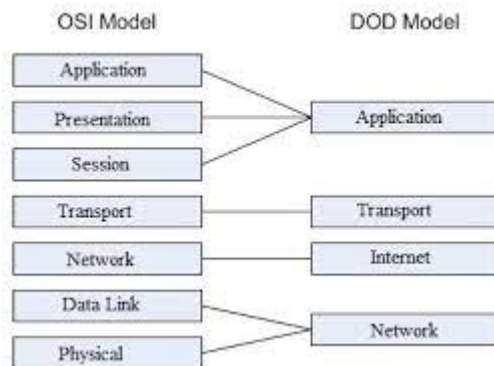 OSI Model
DOD Model
Application
Presentation
Application
Session
Transport
Transport
Network
Internet
Data Link
Network
Physical